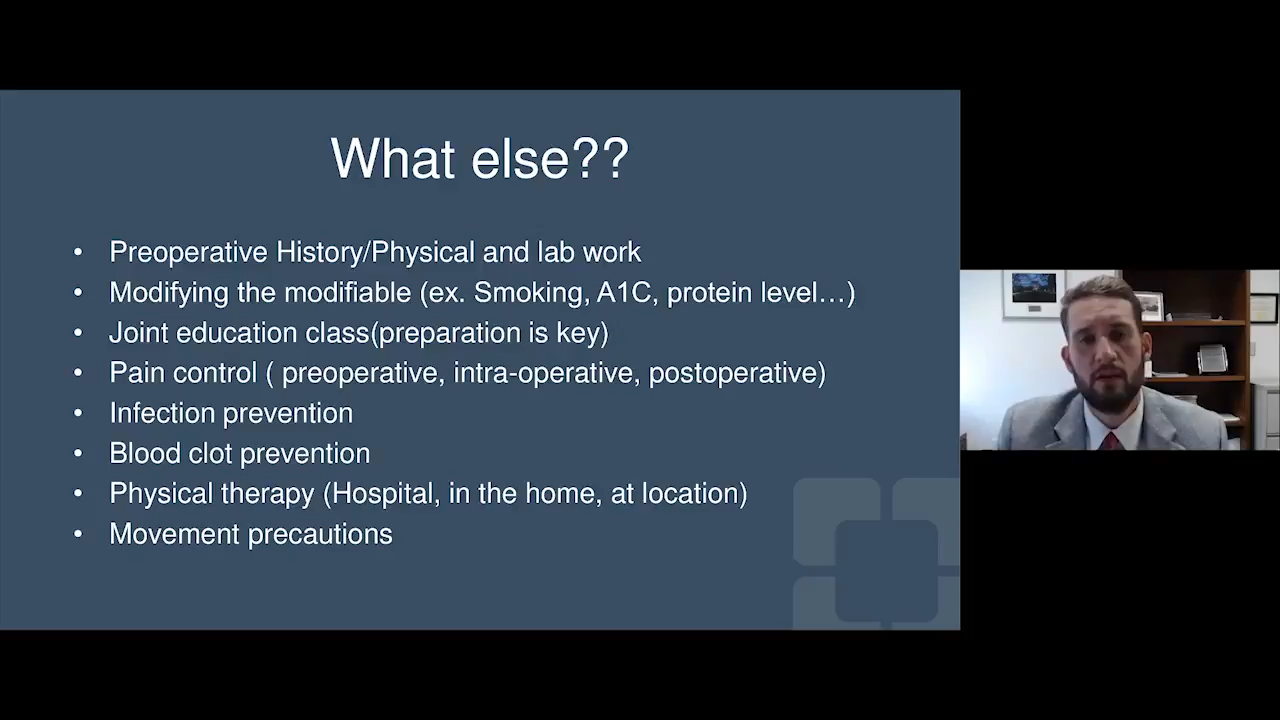 What else??
• Preoperative History/Physical and lab work
• Modifying the modifiable (ex. Smoking, A1C, protein level…)
• Joint education class(preparation is key)
• Pain control ( preoperative, intra-operative, postoperative)
• Infection prevention
• Blood clot prevention
• Physical therapy (Hospital, in the home, at location)
• Movement precautions